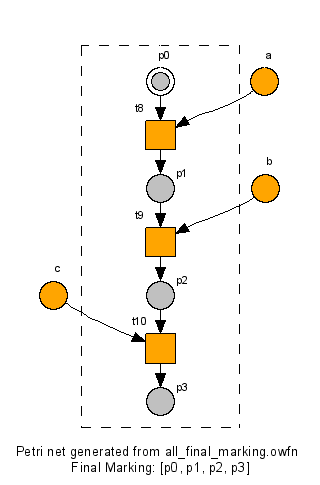 p0
a
t8
p1
b
t9
c
p2
t10
p3
Petri net generated from all_final_marking.owfn
Final Marking: [p0, p1, p2, p3]